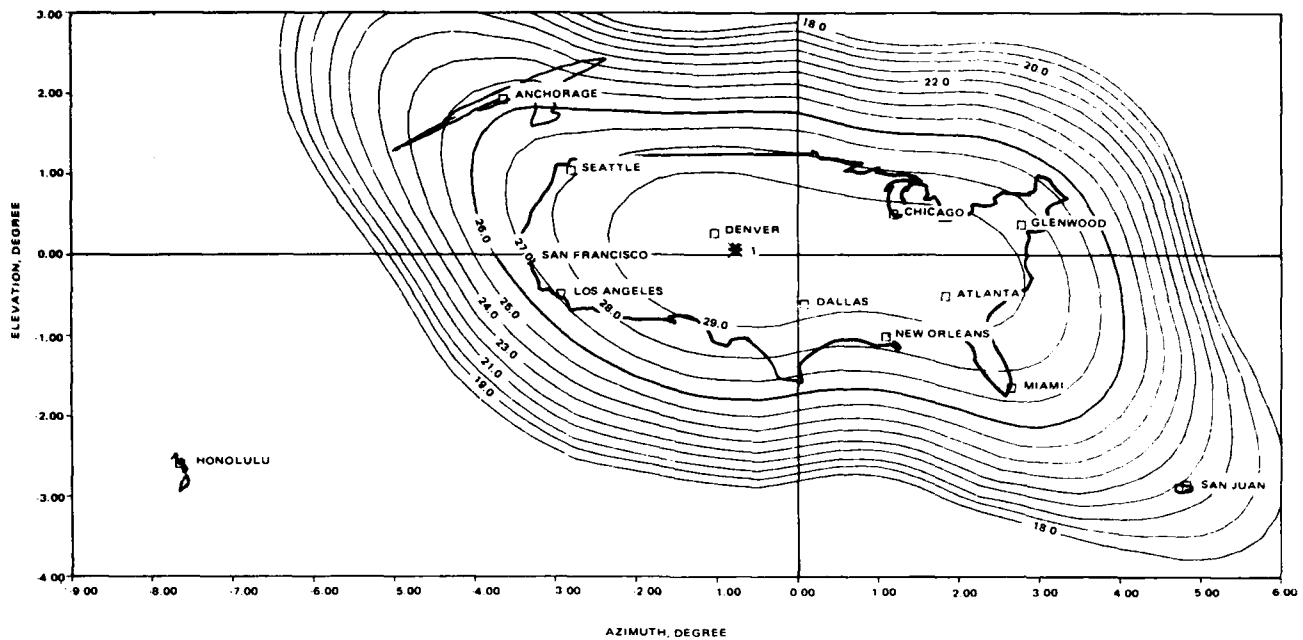 3.00
18.0
20.0
22.0
2.00
ANCHORAGE
1.00
SEATTLE
CHICAGO
GLENWOOD
DENVER
1
26.0
27.0
0.00
SAN FRANCISCO
LOS ANGELES
DALLAS
ATLANTA
28.0
29.0
25.0
24.0
-1.00
NEW ORLEANS
23.0
21.0
19.0
MIAMI
-2.00
HONOLULU
SAN JUAN
-3.00
18.0
-4 00
-9 00
-8 00
-7.00
-6.00
-5.00
-4.00
-3.00
-2.00
-1.00
0 00
1 00
2.00
3.00
4 00
5.00
6 00
ELEVATION, DEGREE
AZIMUTH, DEGREE